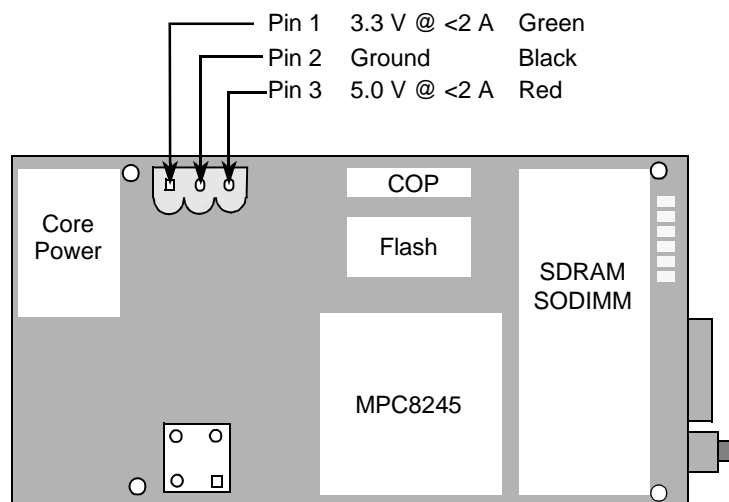 Pin 1 3.3 V @ <2 A Green
Pin 2 Ground Black
Pin 3 5.0 V @ <2 A Red
COP
Core
Power
Flash
SDRAM
SODIMM
MPC8245